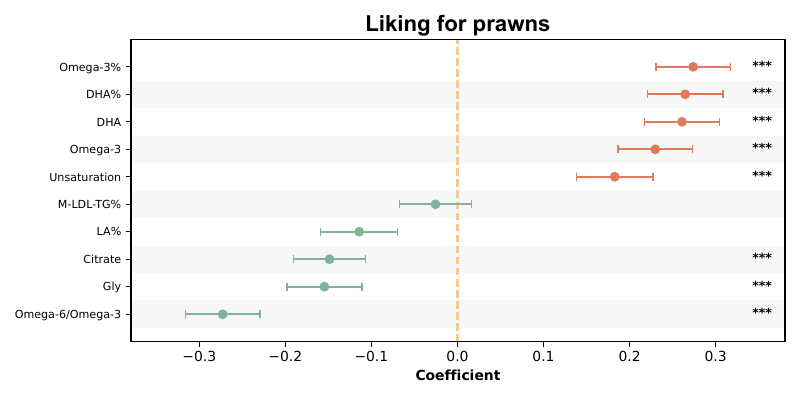 Liking for prawns
Omega-3% ***
DHA% ***
DHA ***
Omega-3 ***
Unsaturation ***
M-LDL-TG%
LA%
Citrate ***
Gly ***
Omega-6/Omega-3 ***
−0.3 −0.2 −0.1 0.0 0.1 0.2 0.3
Coefficient